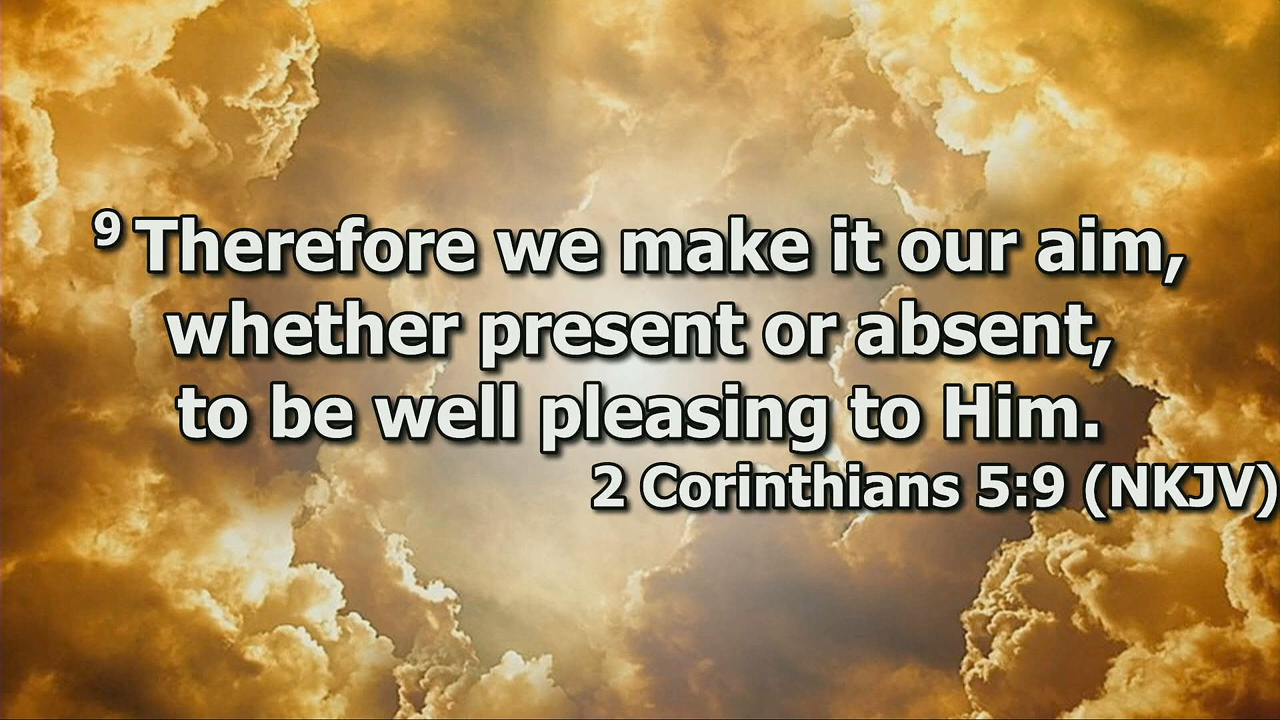 9 Therefore we make it our aim,
whether present or absent,
to be well pleasing to Him.
2 Corinthians 5:9 (NKJV)